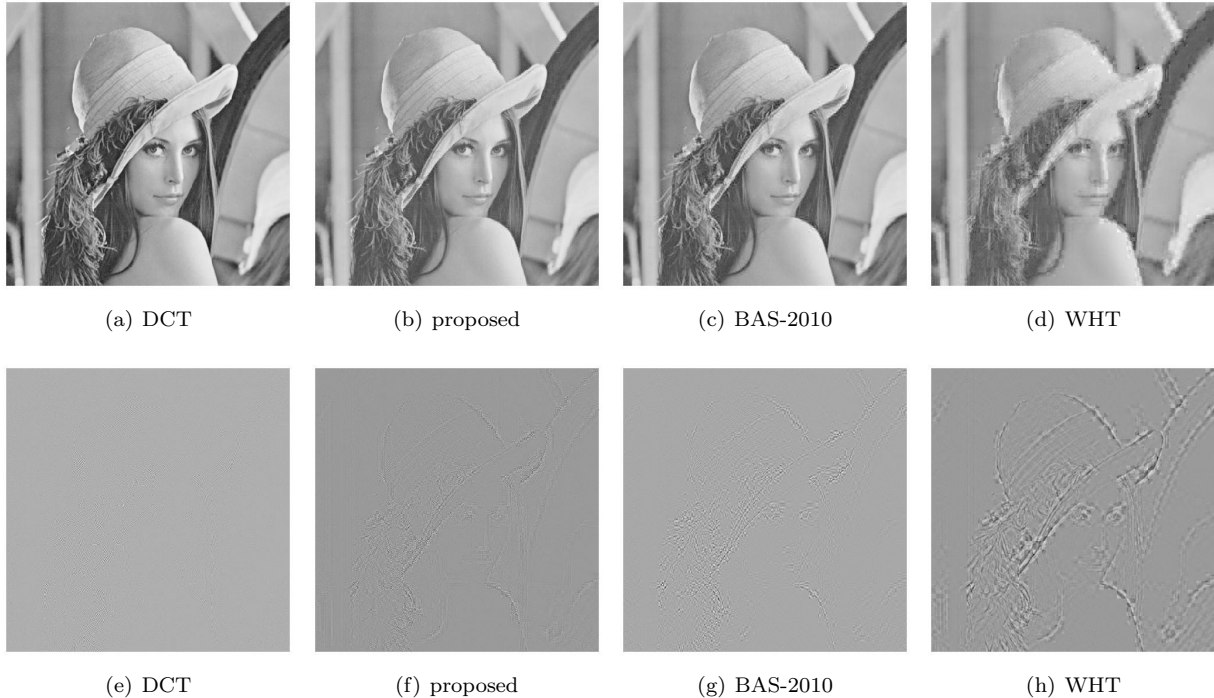 (a) DCT
(b) proposed
(c) BAS-2010
(d) WHT
(e) DCT
(f) proposed
(g) BAS-2010
(h) WHT